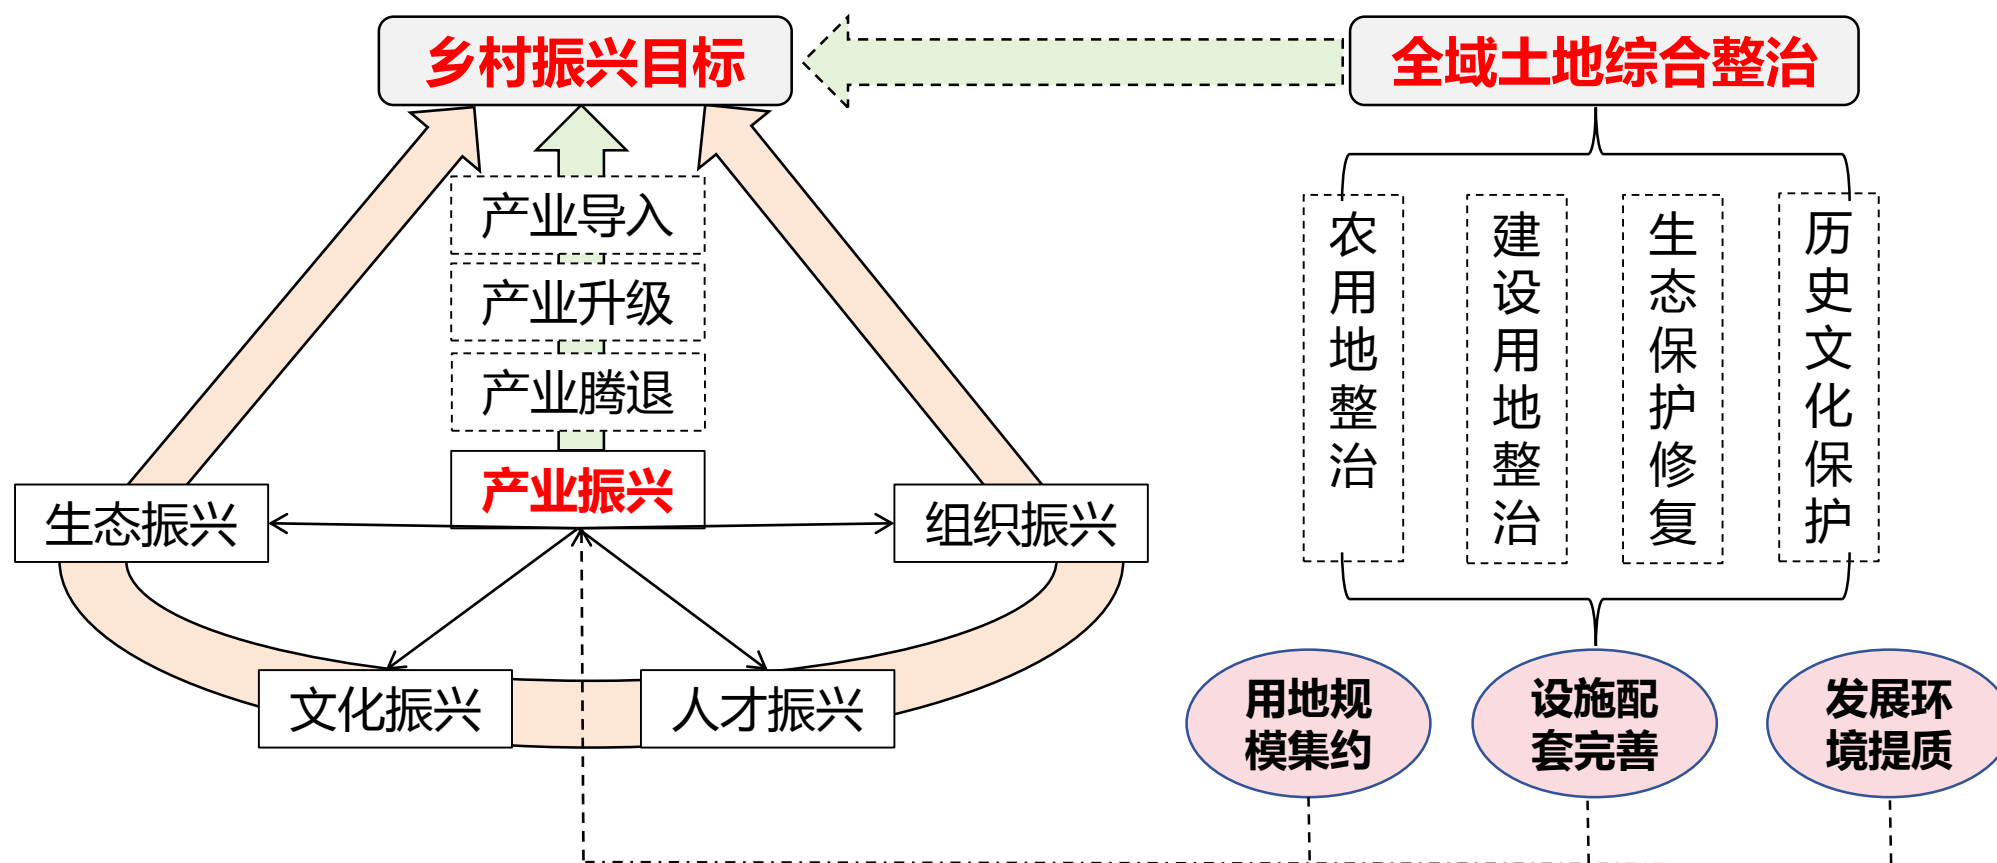 乡村振兴目标
全域土地综合整治
产业导入
产业升级
产业腾退
产业振兴
生态振兴
组织振兴
文化振兴
人才振兴
农用地整治
建设用地整治
生态保护修复
历史文化保护
用地规
模集约
设施配
套完善
发展环
境提质